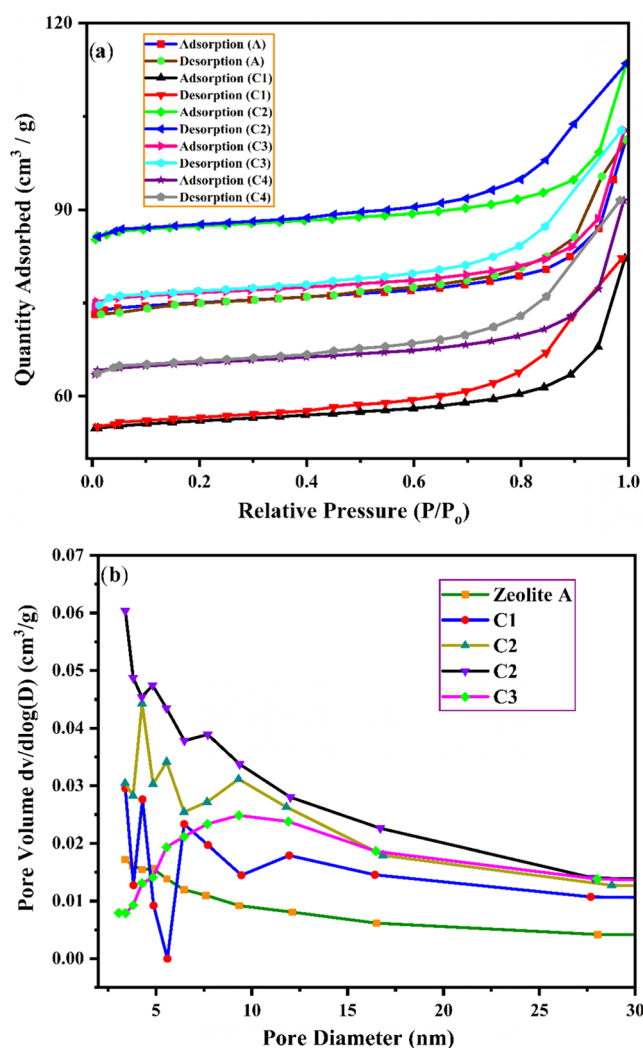 (a)
Adsorption (A)
Desorption (A)
Adsorption (C1)
Desorption (C1)
Adsorption (C2)
Desorption (C2)
Adsorption (C3)
Desorption (C3)
Adsorption (C4)
Desorption (C4)
Quantity Adsorbed (cm³ / g)
120
90
60
0.0 0.2 0.4 0.6 0.8 1.0
Relative Pressure (P/Pₒ)
(b)
Zeolite A
C1
C2
C2
C3
Pore Volume dv/dlog(D) (cm³/g)
0.07
0.06
0.05
0.04
0.03
0.02
0.01
0.00
5 10 15 20 25 30
Pore Diameter (nm)